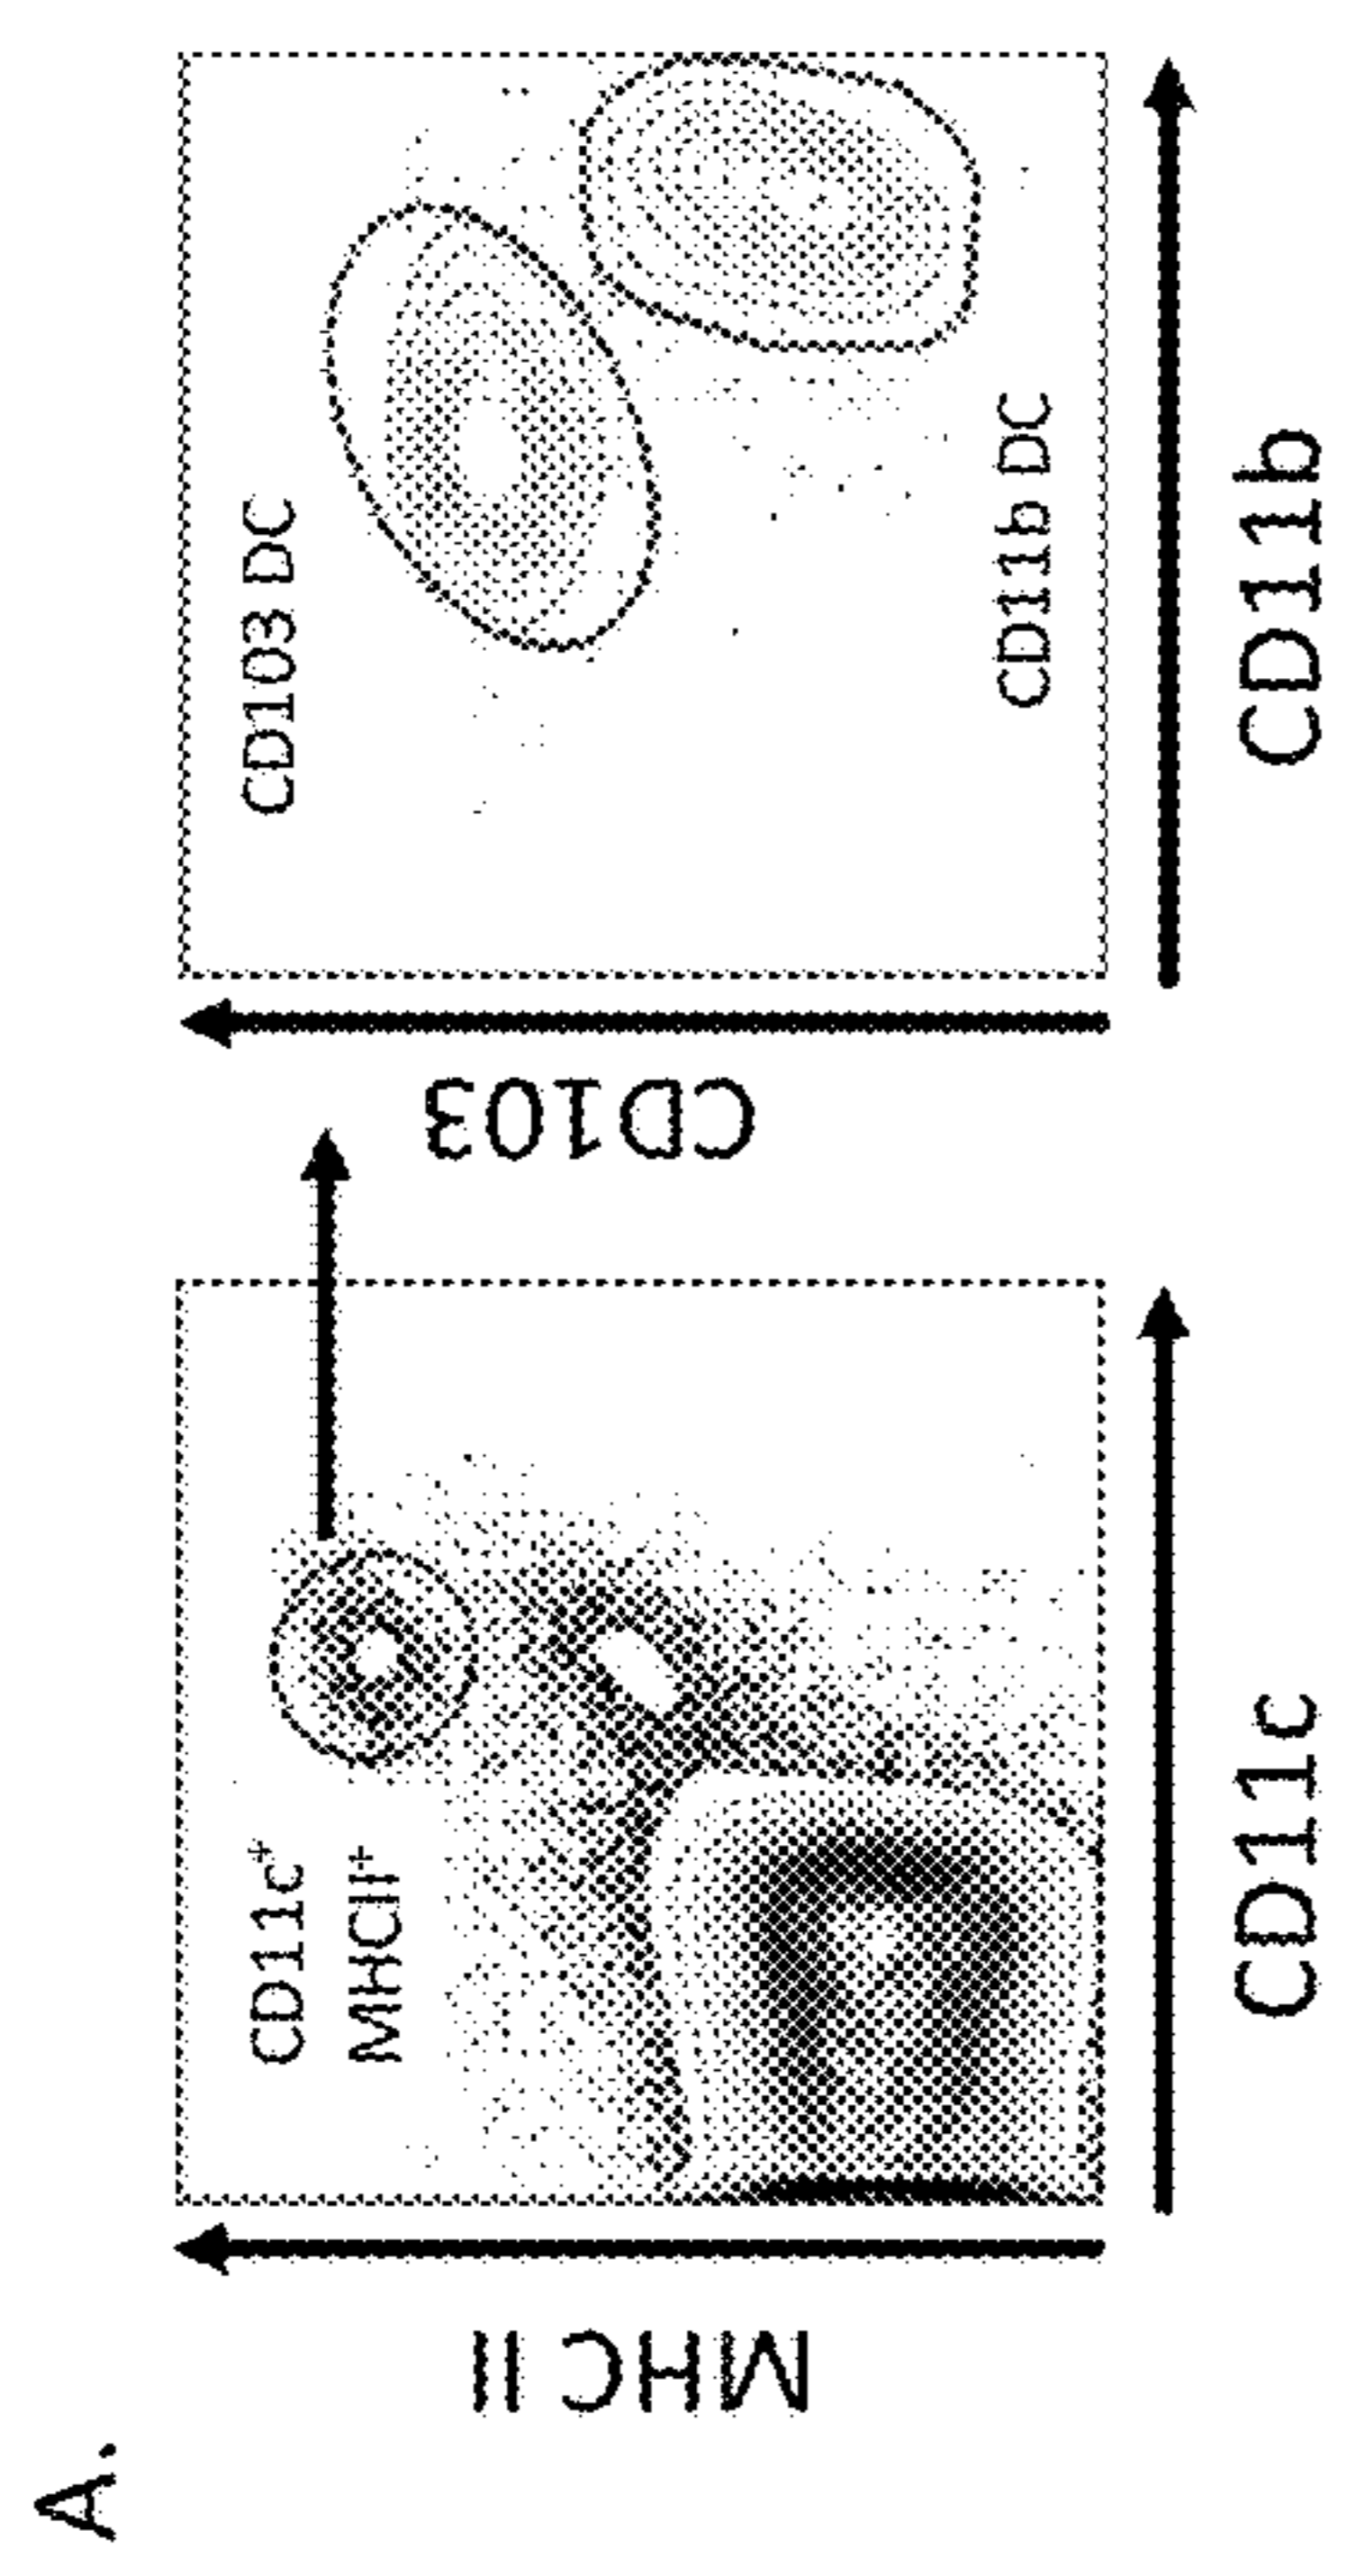 A.
MHC II
CD11c⁺
MHCII⁺
CD11c
CD103
CD103 DC
CD11b DC
CD11b